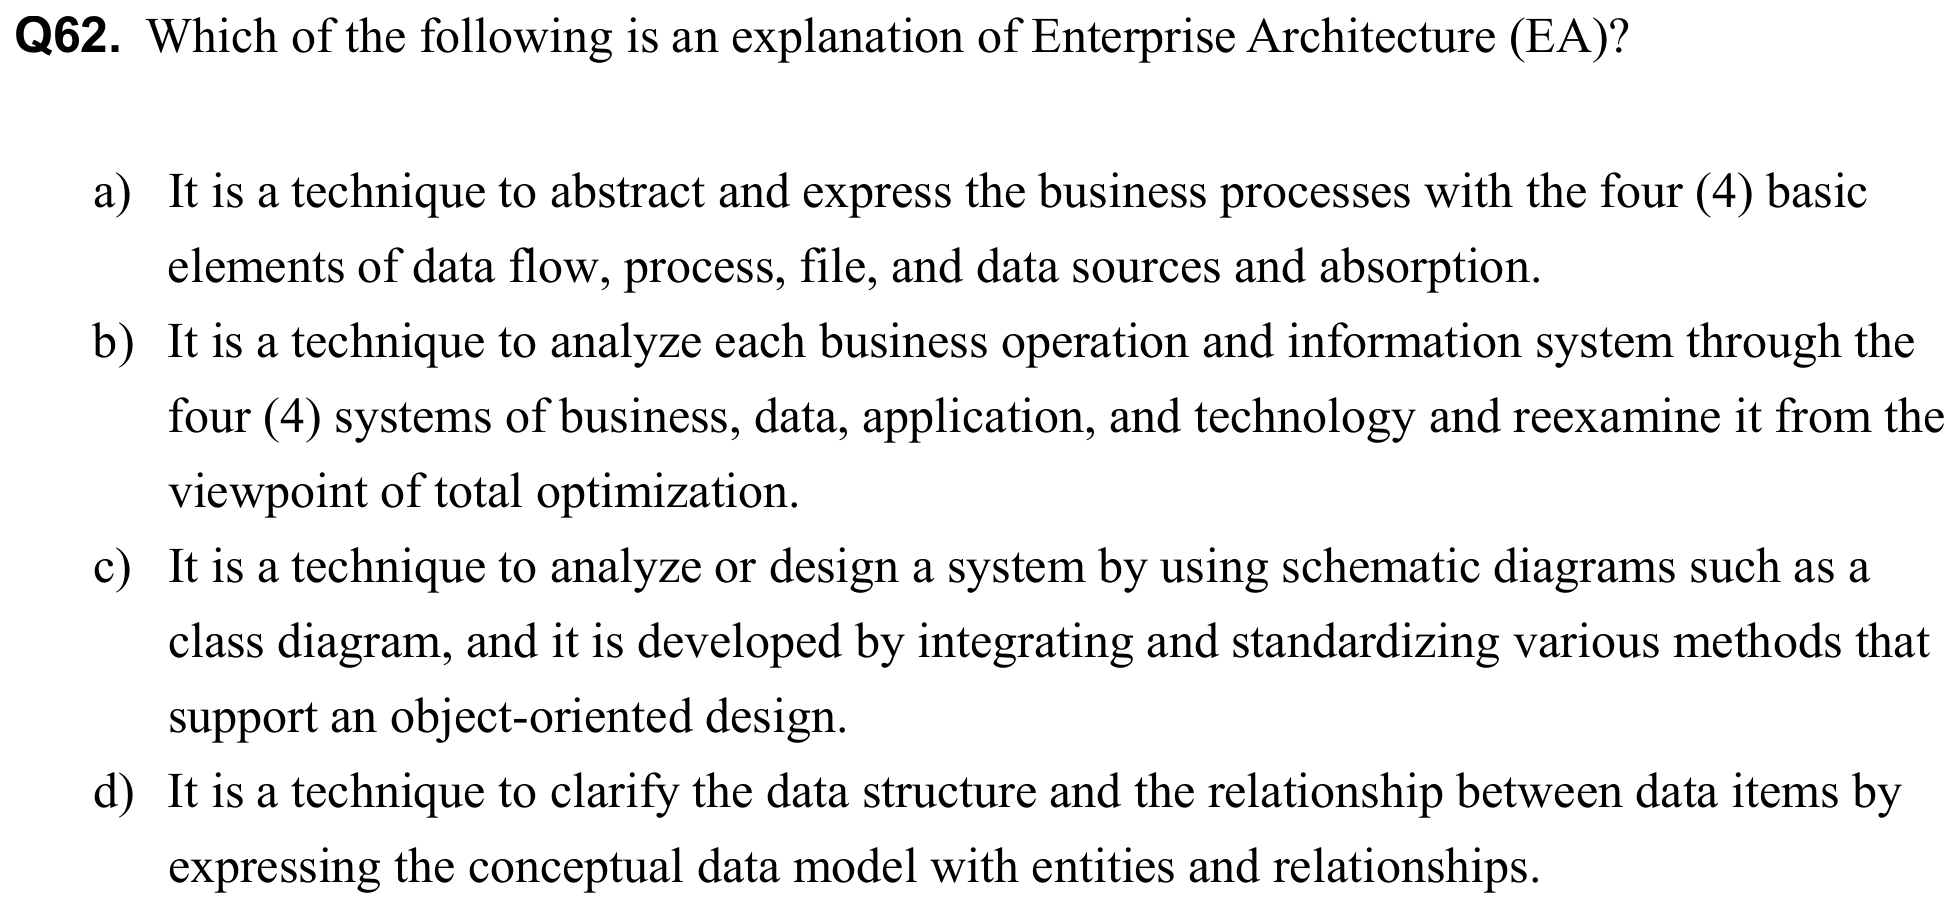 Q62. Which of the following is an explanation of Enterprise Architecture (EA)?
a) It is a technique to abstract and express the business processes with the four (4) basic
elements of data flow, process, file, and data sources and absorption.
b) It is a technique to analyze each business operation and information system through the
four (4) systems of business, data, application, and technology and reexamine it from the
viewpoint of total optimization.
c) It is a technique to analyze or design a system by using schematic diagrams such as a
class diagram, and it is developed by integrating and standardizing various methods that
support an object-oriented design.
d) It is a technique to clarify the data structure and the relationship between data items by
expressing the conceptual data model with entities and relationships.